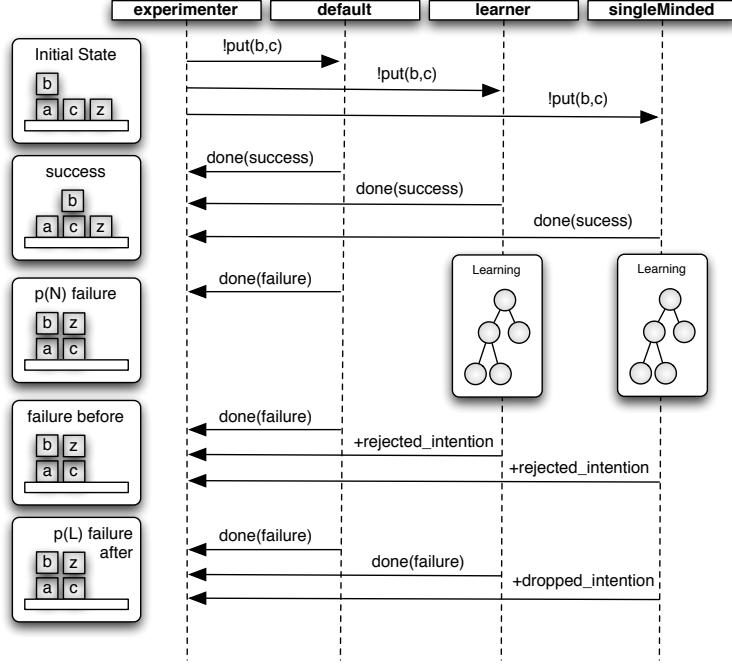 experimenter default learner singleMinded
!put(b,c)
Initial State
!put(b,c)
b
!put(b,c)
a c z
done(success)
success
done(success)
b
done(sucess)
a c z
Learning Learning
done(failure)
p(N) failure
b z
a c
done(failure)
failure before
+rejected_intention
b z
+rejected_intention
a c
p(L) failure
done(failure)
after
b z
done(failure)
+dropped_intention
a c